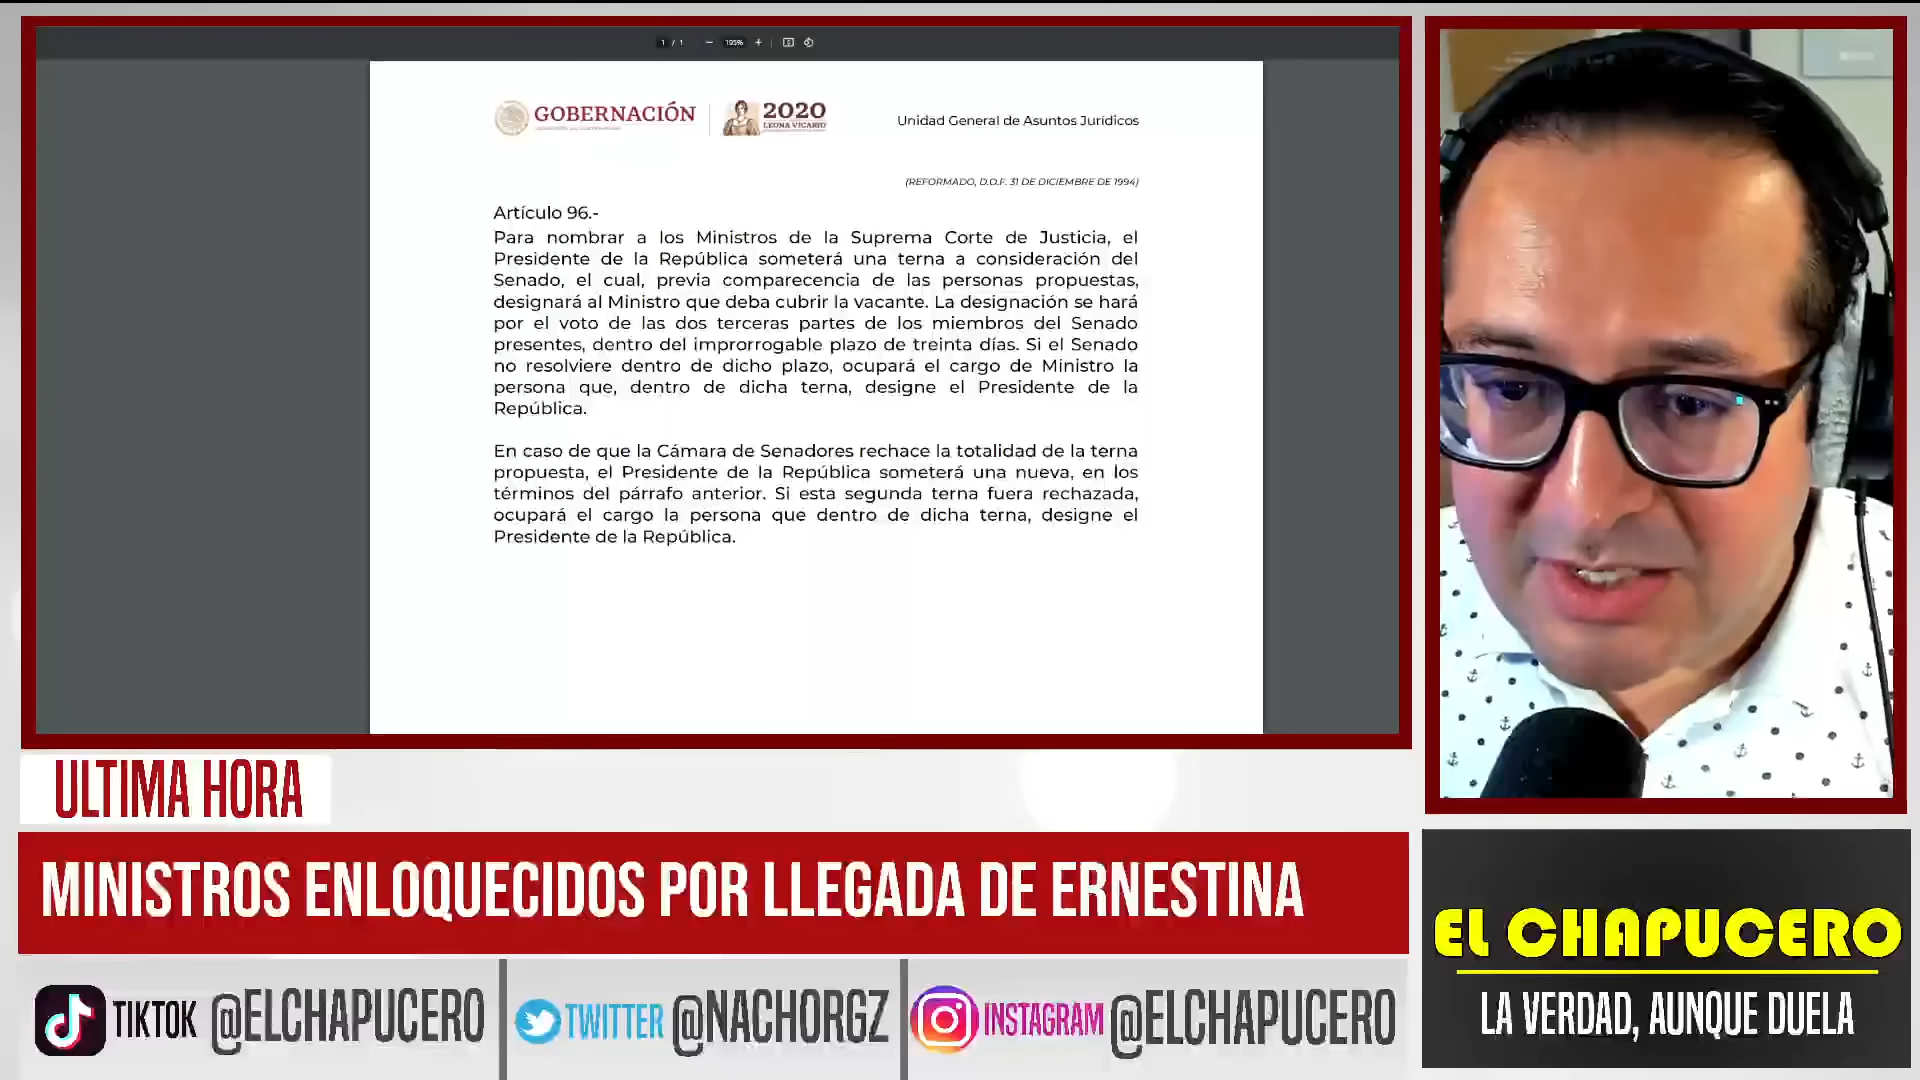 1 / 1 − 195% +
GOBERNACIÓN
2020
LEONA VICARIO
Unidad General de Asuntos Jurídicos
(REFORMADO, D.O.F. 31 DE DICIEMBRE DE 1994)
Artículo 96.-
Para nombrar a los Ministros de la Suprema Corte de Justicia, el
Presidente de la República someterá una terna a consideración del
Senado, el cual, previa comparecencia de las personas propuestas,
designará al Ministro que deba cubrir la vacante. La designación se hará
por el voto de las dos terceras partes de los miembros del Senado
presentes, dentro del improrrogable plazo de treinta días. Si el Senado
no resolviere dentro de dicho plazo, ocupará el cargo de Ministro la
persona que, dentro de dicha terna, designe el Presidente de la
República.
En caso de que la Cámara de Senadores rechace la totalidad de la terna
propuesta, el Presidente de la República someterá una nueva, en los
términos del párrafo anterior. Si esta segunda terna fuera rechazada,
ocupará el cargo la persona que dentro de dicha terna, designe el
Presidente de la República.
ULTIMA HORA
MINISTROS ENLOQUECIDOS POR LLEGADA DE ERNESTINA
EL CHAPUCERO
LA VERDAD, AUNQUE DUELA
TIKTOK @ELCHAPUCERO
TWITTER @NACHORGZ
INSTAGRAM @ELCHAPUCERO